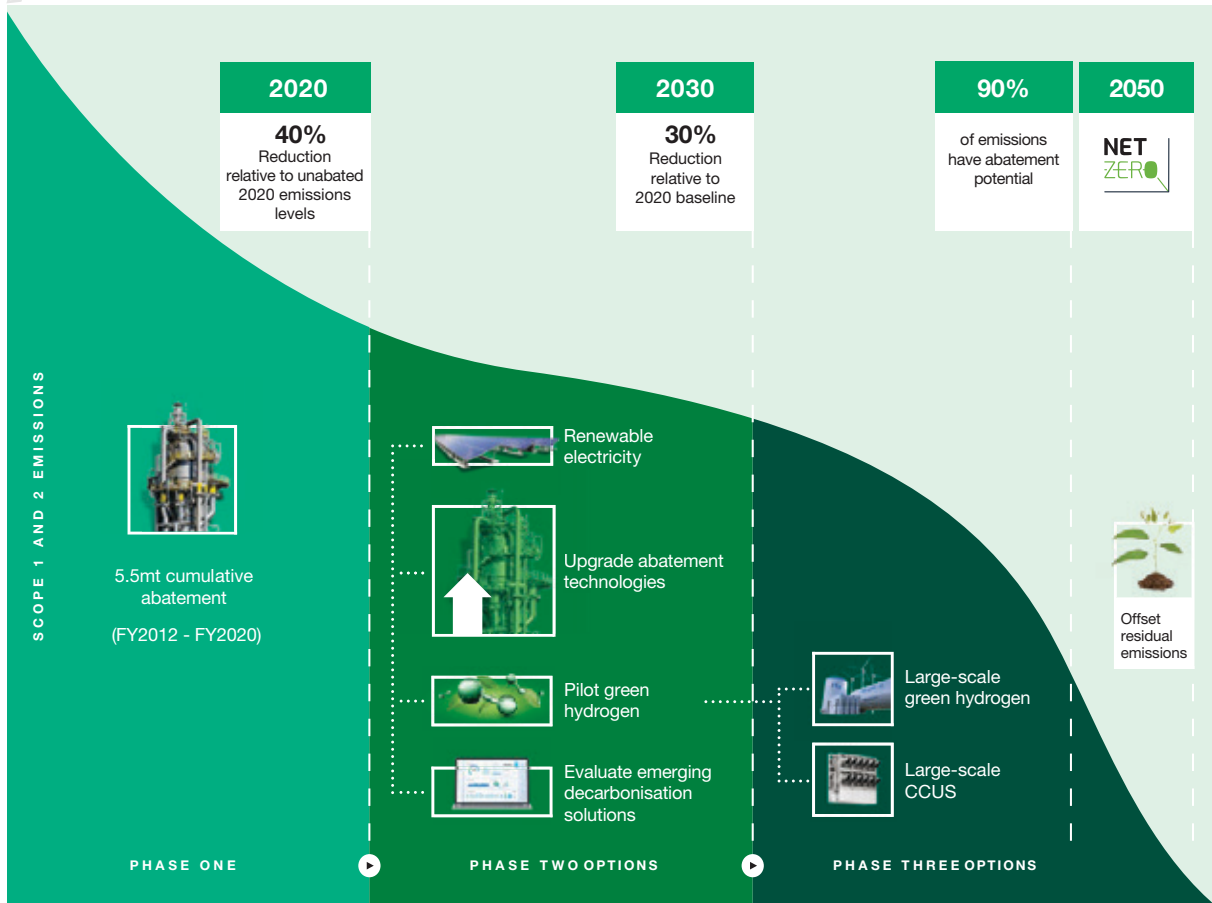 2020
40%
Reduction
relative to unabated
2020 emissions
levels
2030
30%
Reduction
relative to
2020 baseline
90%
of emissions
have abatement
potential
2050
NET
ZERO
SCOPE 1 AND 2 EMISSIONS
5.5mt cumulative
abatement
(FY2012 - FY2020)
Renewable
electricity
Upgrade abatement
technologies
Pilot green
hydrogen
Evaluate emerging
decarbonisation
solutions
Large-scale
green hydrogen
Large-scale
CCUS
Offset
residual
emissions
PHASE ONE
PHASE TWO OPTIONS
PHASE THREE OPTIONS